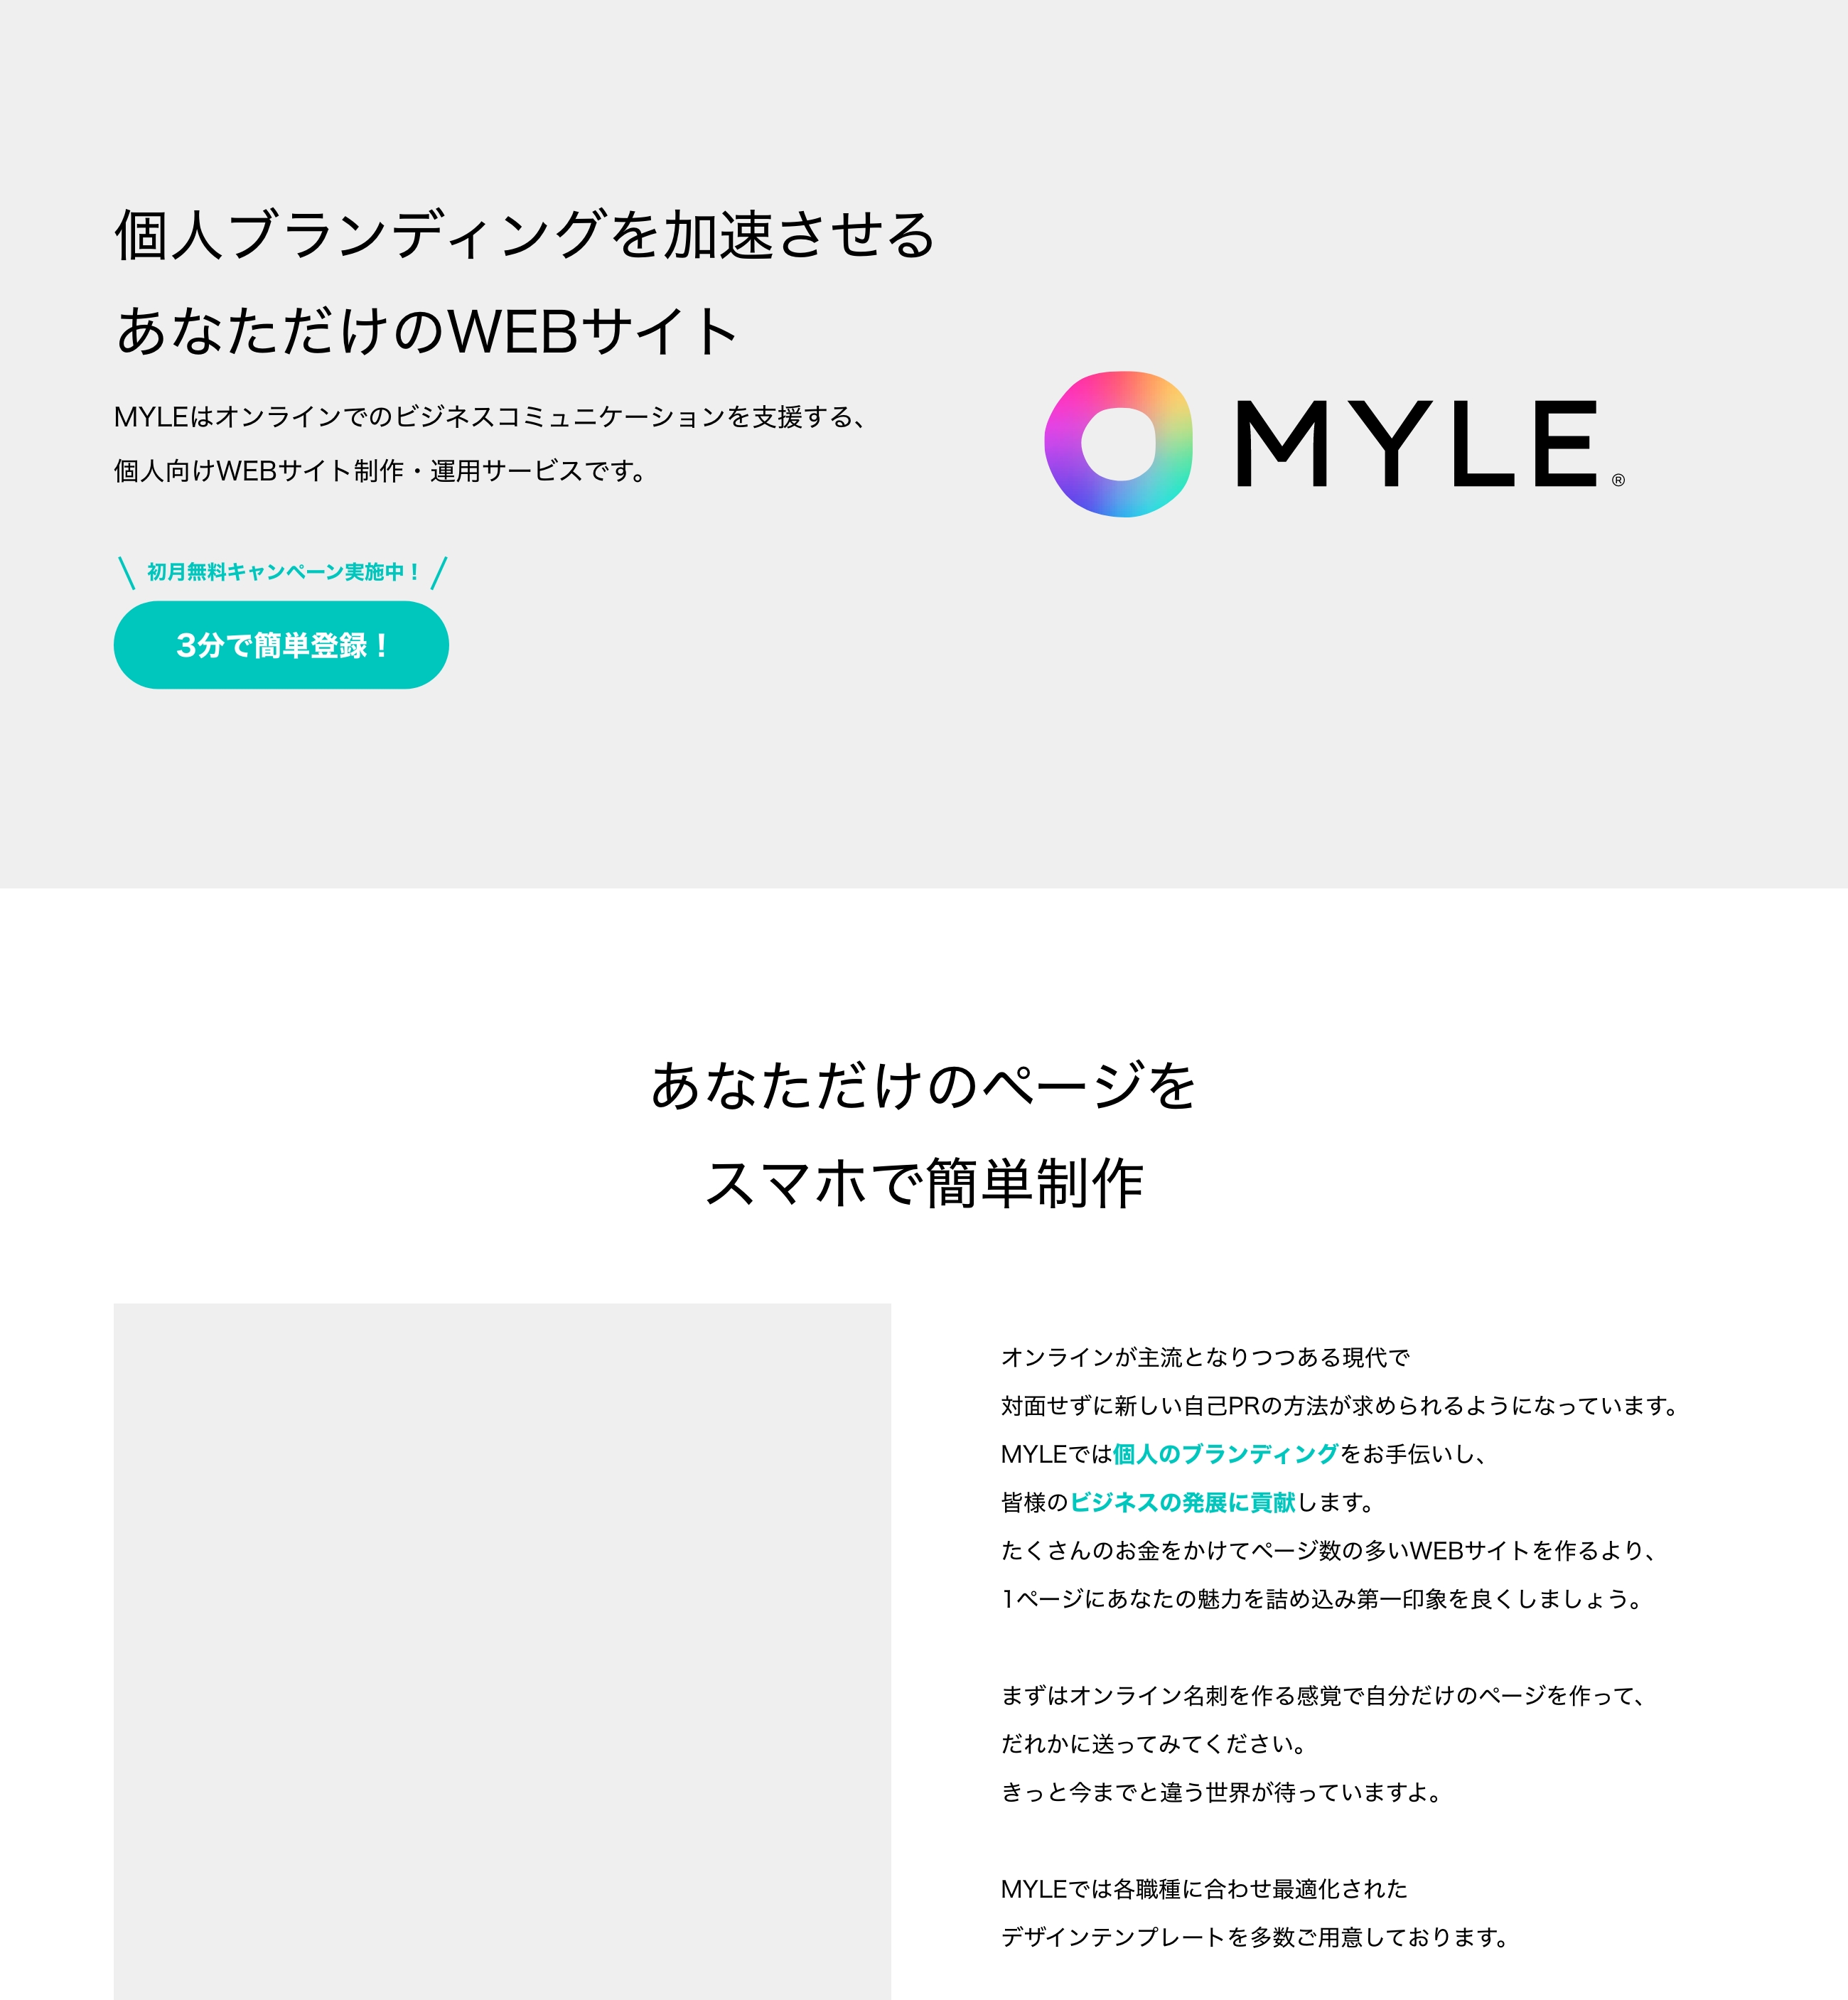 個人ブランディングを加速させる
あなただけのWEBサイト
MYLEはオンラインでのビジネスコミュニケーションを支援する、
個人向けWEBサイト制作・運用サービスです。
初月無料キャンペーン実施中！
3分で簡単登録！
MYLE®
あなただけのページを
スマホで簡単制作
オンラインが主流となりつつある現代で
対面せずに新しい自己PRの方法が求められるようになっています。
MYLEでは個人のブランディングをお手伝いし、
皆様のビジネスの発展に貢献します。
たくさんのお金をかけてページ数の多いWEBサイトを作るより、
1ページにあなたの魅力を詰め込み第一印象を良くしましょう。
まずはオンライン名刺を作る感覚で自分だけのページを作って、
だれかに送ってみてください。
きっと今までと違う世界が待っていますよ。
MYLEでは各職種に合わせ最適化された
デザインテンプレートを多数ご用意しております。